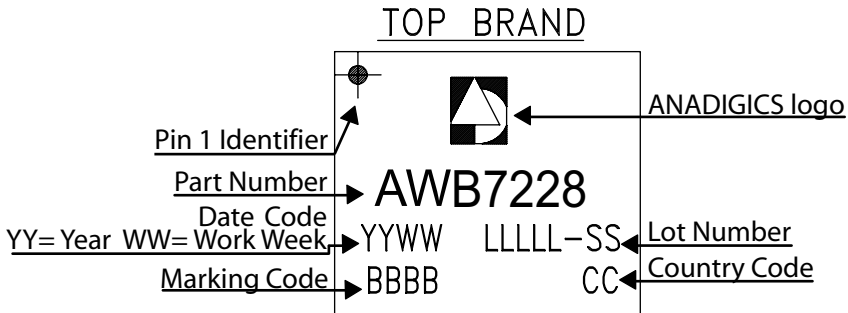 TOP BRAND
ANADIGICS logo
Pin 1 Identifier
Part Number
AWB7228
Date Code
YY= Year WW= Work Week
YYWW
LLLLL-SS
Lot Number
Marking Code
BBBB
CC
Country Code